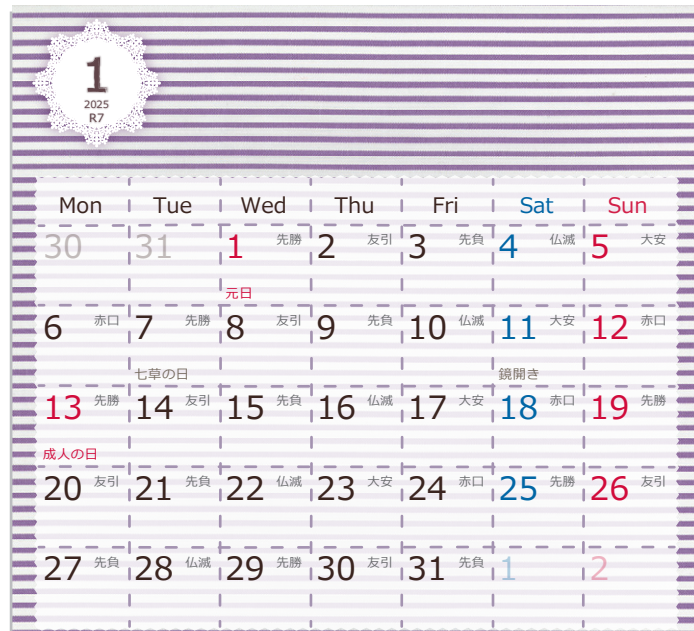 1
2025
R7
Mon Tue Wed Thu Fri Sat Sun
30 31 1 先勝 2 友引 3 先負 4 仏滅 5 大安
元日
6 赤口 7 先勝 8 友引 9 先負 10 仏滅 11 大安 12 赤口
七草の日 鏡開き
13 先勝 14 友引 15 先負 16 仏滅 17 大安 18 赤口 19 先勝
成人の日
20 友引 21 先負 22 仏滅 23 大安 24 赤口 25 先勝 26 友引
27 先負 28 仏滅 29 先勝 30 友引 31 先負 1 2